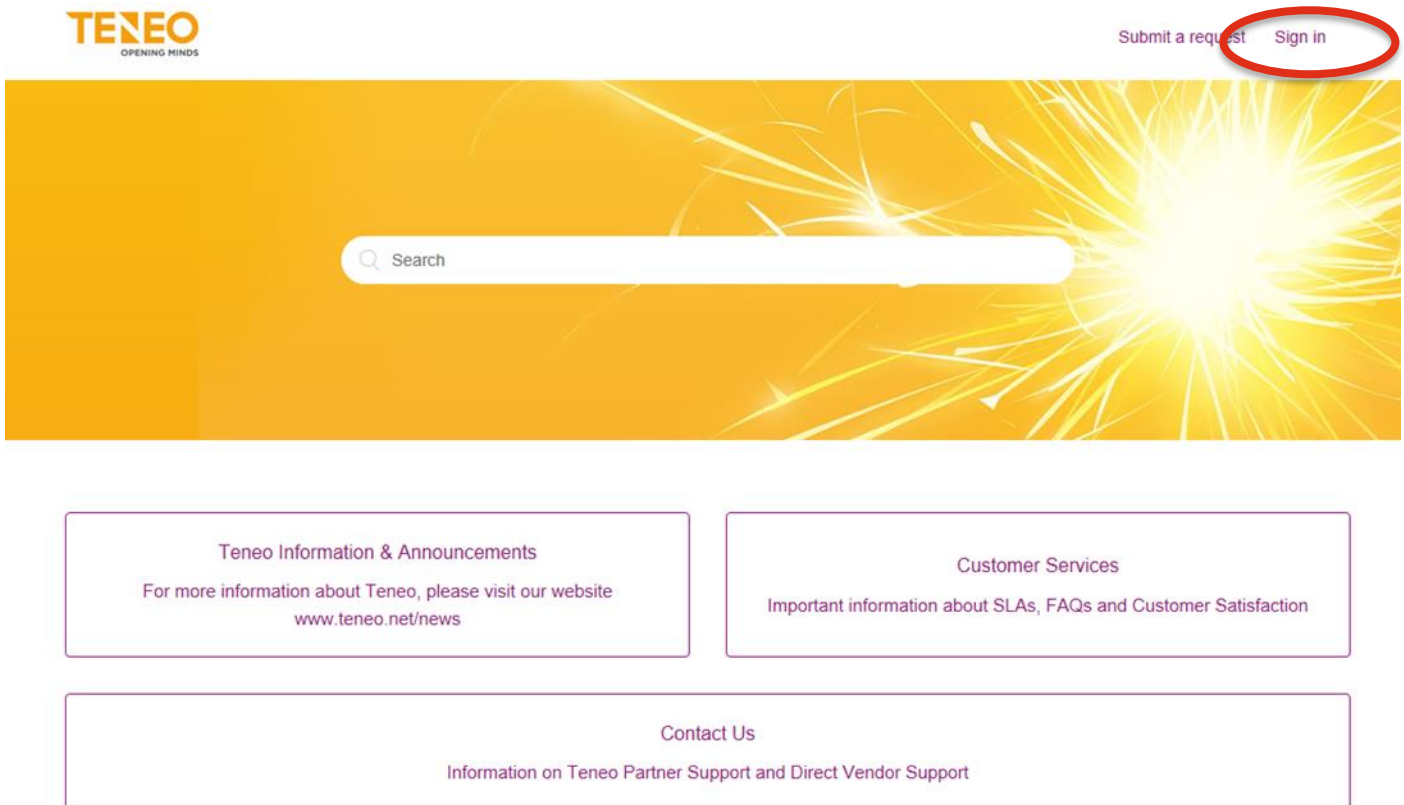 TENEO
OPENING MINDS
Submit a request Sign in
Search
Teneo Information & Announcements
For more information about Teneo, please visit our website
www.teneo.net/news
Customer Services
Important information about SLAs, FAQs and Customer Satisfaction
Contact Us
Information on Teneo Partner Support and Direct Vendor Support